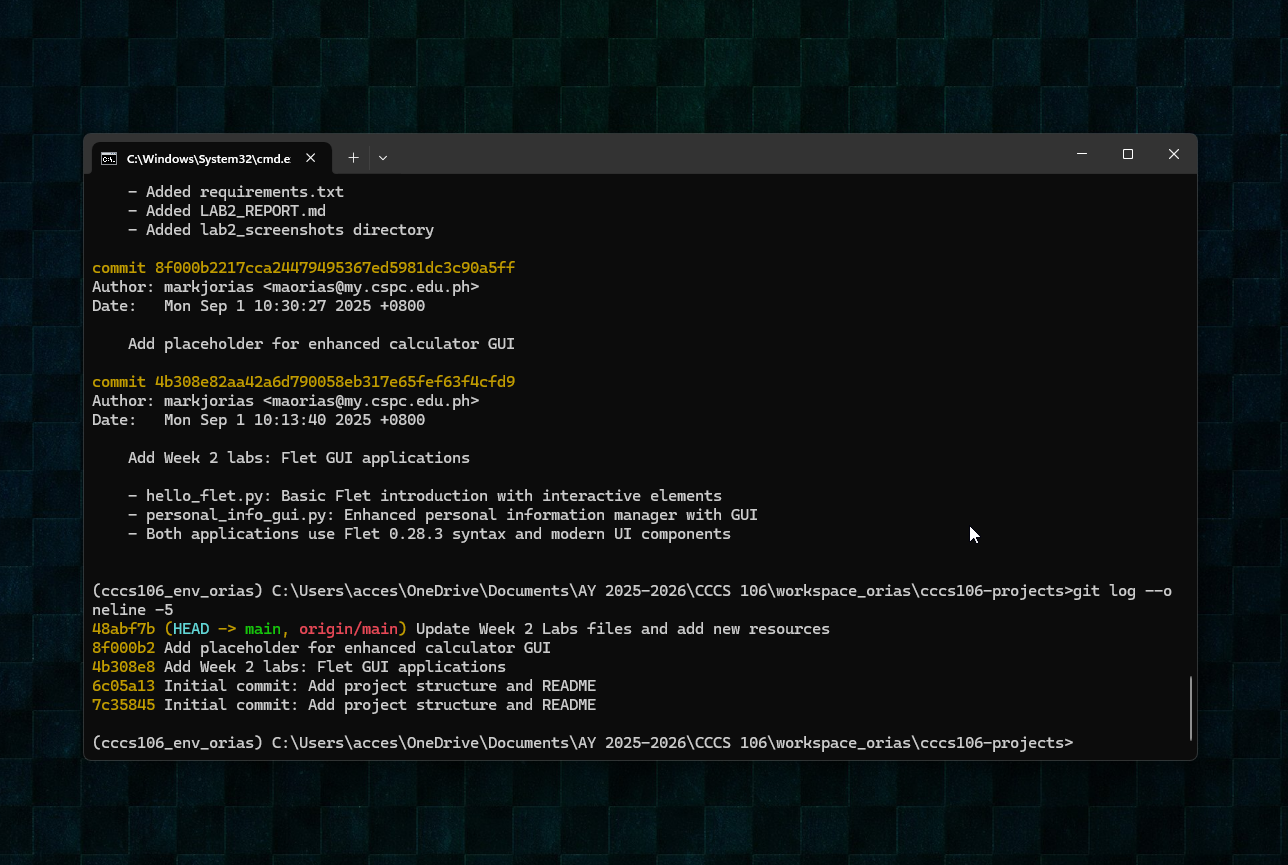 C:\Windows\System32\cmd.e
- Added requirements.txt
- Added LAB2_REPORT.md
- Added lab2_screenshots directory
commit 8f000b2217cca24479495367ed5981dc3c90a5ff
Author: markjorias <maorias@my.cspc.edu.ph>
Date:   Mon Sep 1 10:30:27 2025 +0800
Add placeholder for enhanced calculator GUI
commit 4b308e82aa42a6d790058eb317e65fef63f4cfd9
Author: markjorias <maorias@my.cspc.edu.ph>
Date:   Mon Sep 1 10:13:40 2025 +0800
Add Week 2 labs: Flet GUI applications
- hello_flet.py: Basic Flet introduction with interactive elements
- personal_info_gui.py: Enhanced personal information manager with GUI
- Both applications use Flet 0.28.3 syntax and modern UI components
(cccs106_env_orias) C:\Users\acces\OneDrive\Documents\AY 2025-2026\CCCS 106\workspace_orias\cccs106-projects>git log --o
neline -5
48abf7b (HEAD -> main, origin/main) Update Week 2 Labs files and add new resources
8f000b2 Add placeholder for enhanced calculator GUI
4b308e8 Add Week 2 labs: Flet GUI applications
6c05a13 Initial commit: Add project structure and README
7c35845 Initial commit: Add project structure and README
(cccs106_env_orias) C:\Users\acces\OneDrive\Documents\AY 2025-2026\CCCS 106\workspace_orias\cccs106-projects>